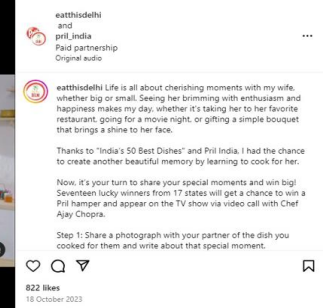 eatthisdelhi
and
pril_india
Paid partnership
Original audio
eatthisdelhi Life is all about cherishing moments with my wife,
whether big or small. Seeing her brimming with enthusiasm and
happiness makes my day. whether it's taking her to her favorite
restaurant, going for a movie night, or gifting a simple bouquet
that brings a shine to her face.
Thanks to "India's 50 Best Dishes" and Pril India. I had the chance
to create another beautiful memory by learning to cook for her.
Now, it's your turn to share your special moments and win big!
Seventeen lucky winners from 17 states will get a chance to win a
Pril hamper and appear on the TV show via video call with Chef
Ajay Chopra.
Step 1: Share a photograph with your partner of the dish you
cooked for them and write about that special moment.
822 likes
18 October 2023